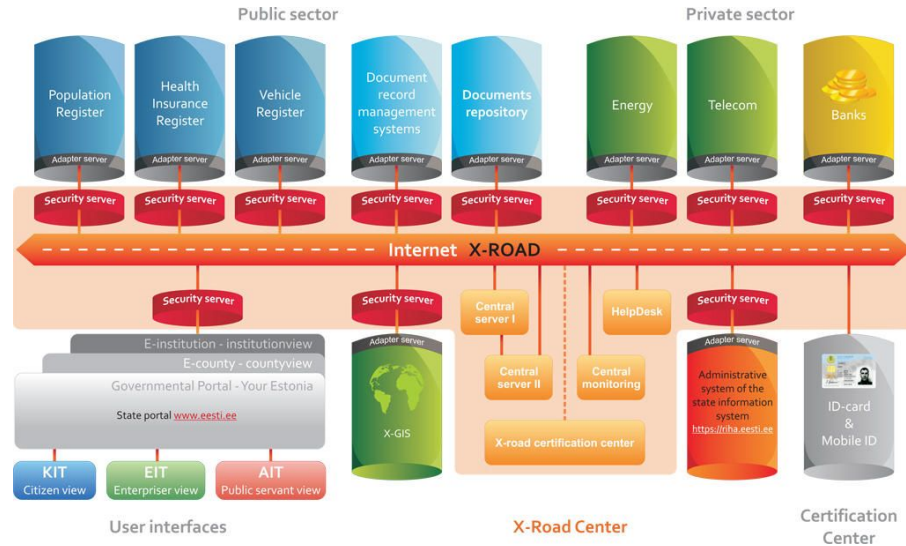 Public sector
Private sector
Population
Register
Health
Insurance
Register
Vehicle
Register
Document
record
management
systems
Documents
repository
Energy
Telecom
Banks
Adapter server
Adapter server
Adapter server
Adapter server
Adapter server
Adapter server
Adapter server
Adapter server
Security server
Security server
Security server
Security server
Security server
Security server
Security server
Security server
Internet X-ROAD
Security server
Security server
Central
server I
HelpDesk
Security server
E-institution - institutionview
E-county - countyview
Governmental Portal - Your Estonia
State portal www.eesti.ee
Adapter server
X-GIS
Central
server II
Central
monitoring
X-road certification center
Adapter server
Administrative
system of the
state information
system
https://riha.eesti.ee
ID-card
&
Mobile ID
KIT
Citizen view
EIT
Enterpriser view
AIT
Public servant view
User interfaces
X-Road Center
Certification
Center